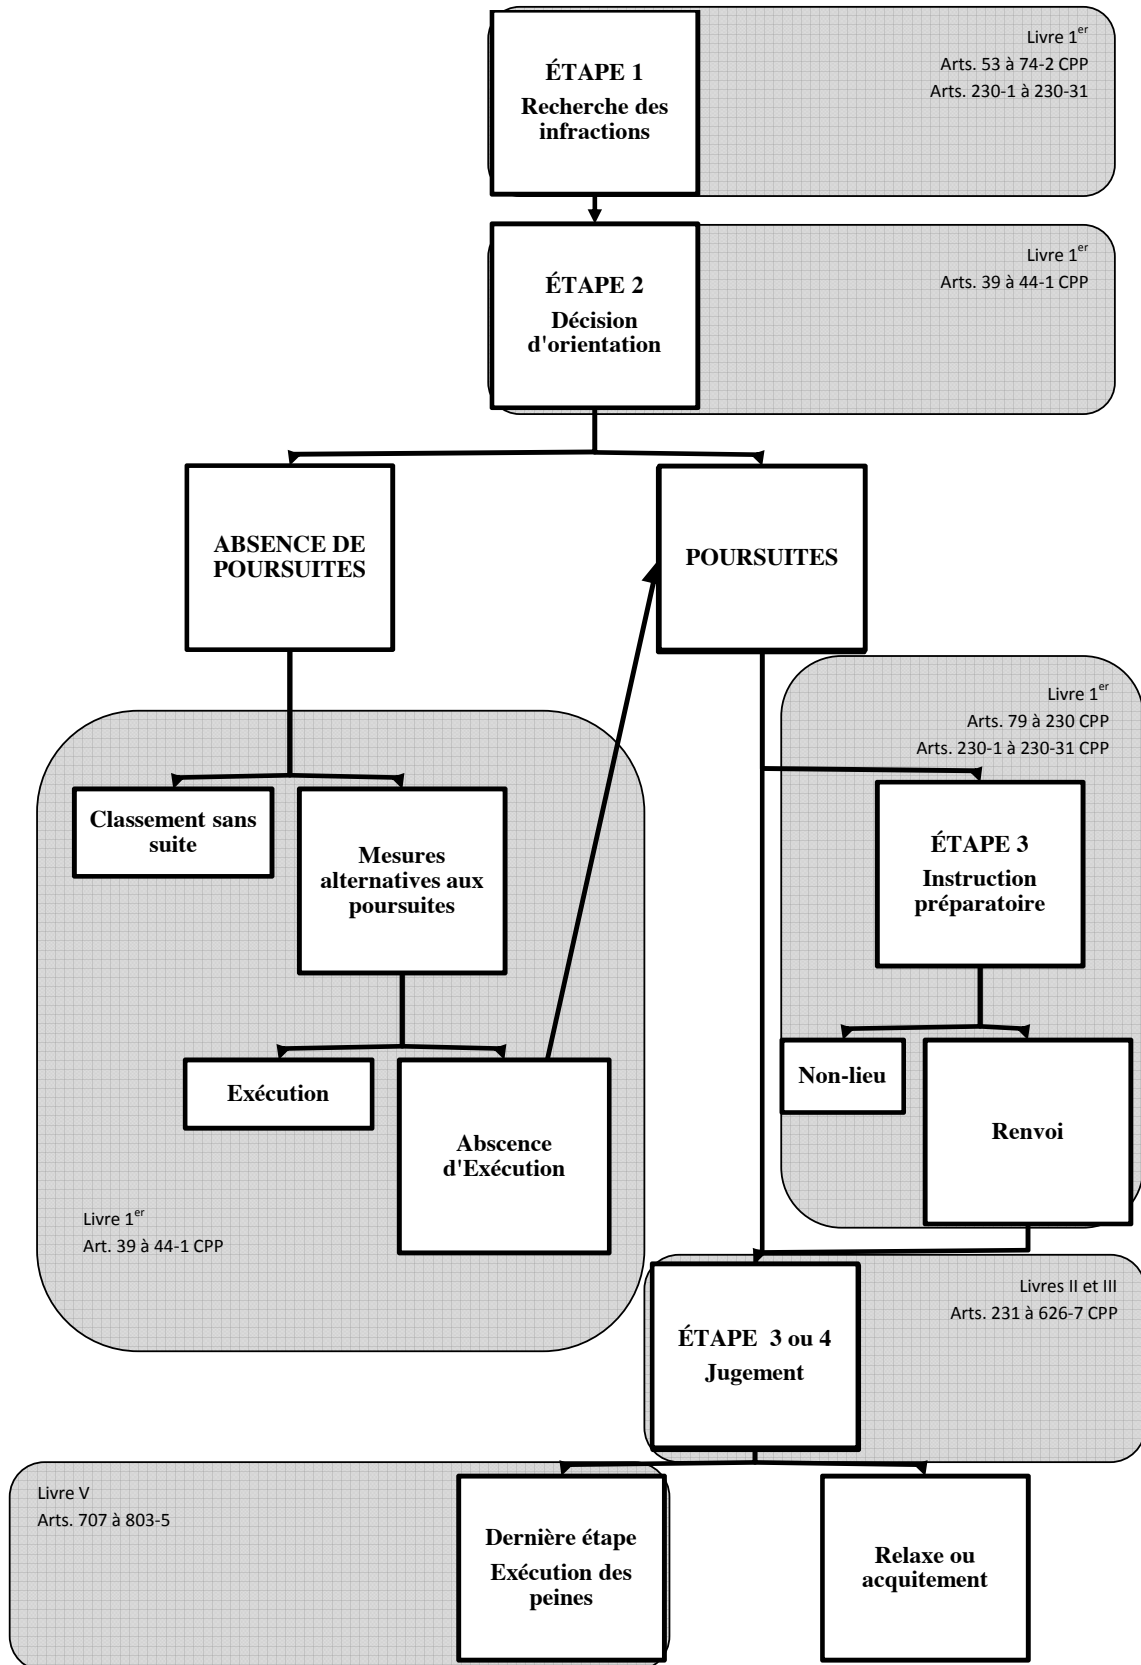 Livre 1er
Arts. 53 à 74-2 CPP
Arts. 230-1 à 230-31
ÉTAPE 1
Recherche des
infractions
Livre 1er
Arts. 39 à 44-1 CPP
ÉTAPE 2
Décision
d'orientation
ABSENCE DE
POURSUITES
POURSUITES
Livre 1er
Arts. 79 à 230 CPP
Arts. 230-1 à 230-31 CPP
Classement sans
suite
Mesures
alternatives aux
poursuites
ÉTAPE 3
Instruction
préparatoire
Exécution
Abscence
d'Exécution
Non-lieu
Renvoi
Livre 1er
Art. 39 à 44-1 CPP
Livres II et III
Arts. 231 à 626-7 CPP
ÉTAPE 3 ou 4
Jugement
Livre V
Arts. 707 à 803-5
Dernière étape
Exécution des
peines
Relaxe ou
acquitement